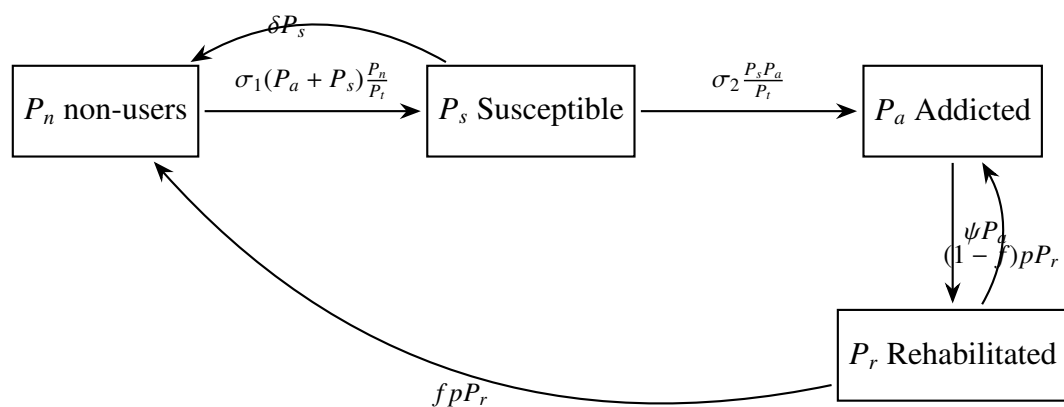 δP_s
σ_1(P_a + P_s) P_n/P_t
σ_2 P_sP_a/P_t
P_n non-users
P_s Susceptible
P_a Addicted
ψP_a
(1 − f)pP_r
P_r Rehabilitated
fpP_r